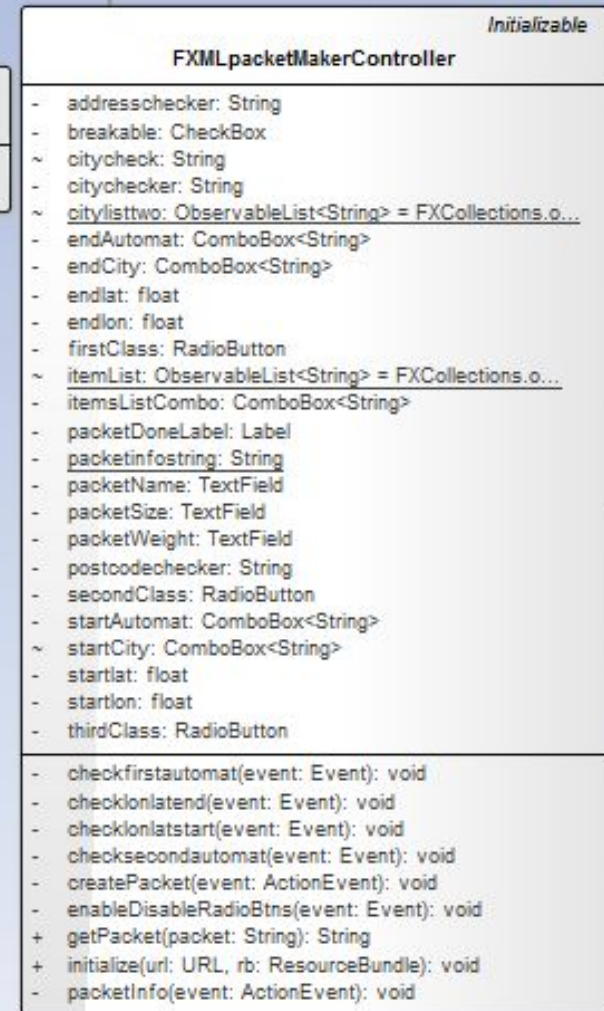 Initializable
FXMLpacketMakerController
- addresschecker: String
- breakable: CheckBox
~ citycheck: String
- citychecker: String
~ citylisttwo: ObservableList<String> = FXCollections.o...
- endAutomat: ComboBox<String>
- endCity: ComboBox<String>
- endlat: float
- endlon: float
- firstClass: RadioButton
~ itemList: ObservableList<String> = FXCollections.o...
- itemsListCombo: ComboBox<String>
- packetDoneLabel: Label
- packetinfostring: String
- packetName: TextField
- packetSize: TextField
- packetWeight: TextField
- postcodechecker: String
- secondClass: RadioButton
- startAutomat: ComboBox<String>
~ startCity: ComboBox<String>
- startlat: float
- startlon: float
- thirdClass: RadioButton
- checkfirstautomat(event: Event): void
- checklonlatend(event: Event): void
- checklonlatstart(event: Event): void
- checksecondautomat(event: Event): void
- createPacket(event: ActionEvent): void
- enableDisableRadioBtns(event: Event): void
+ getPacket(packet: String): String
+ initialize(url: URL, rb: ResourceBundle): void
- packetInfo(event: ActionEvent): void